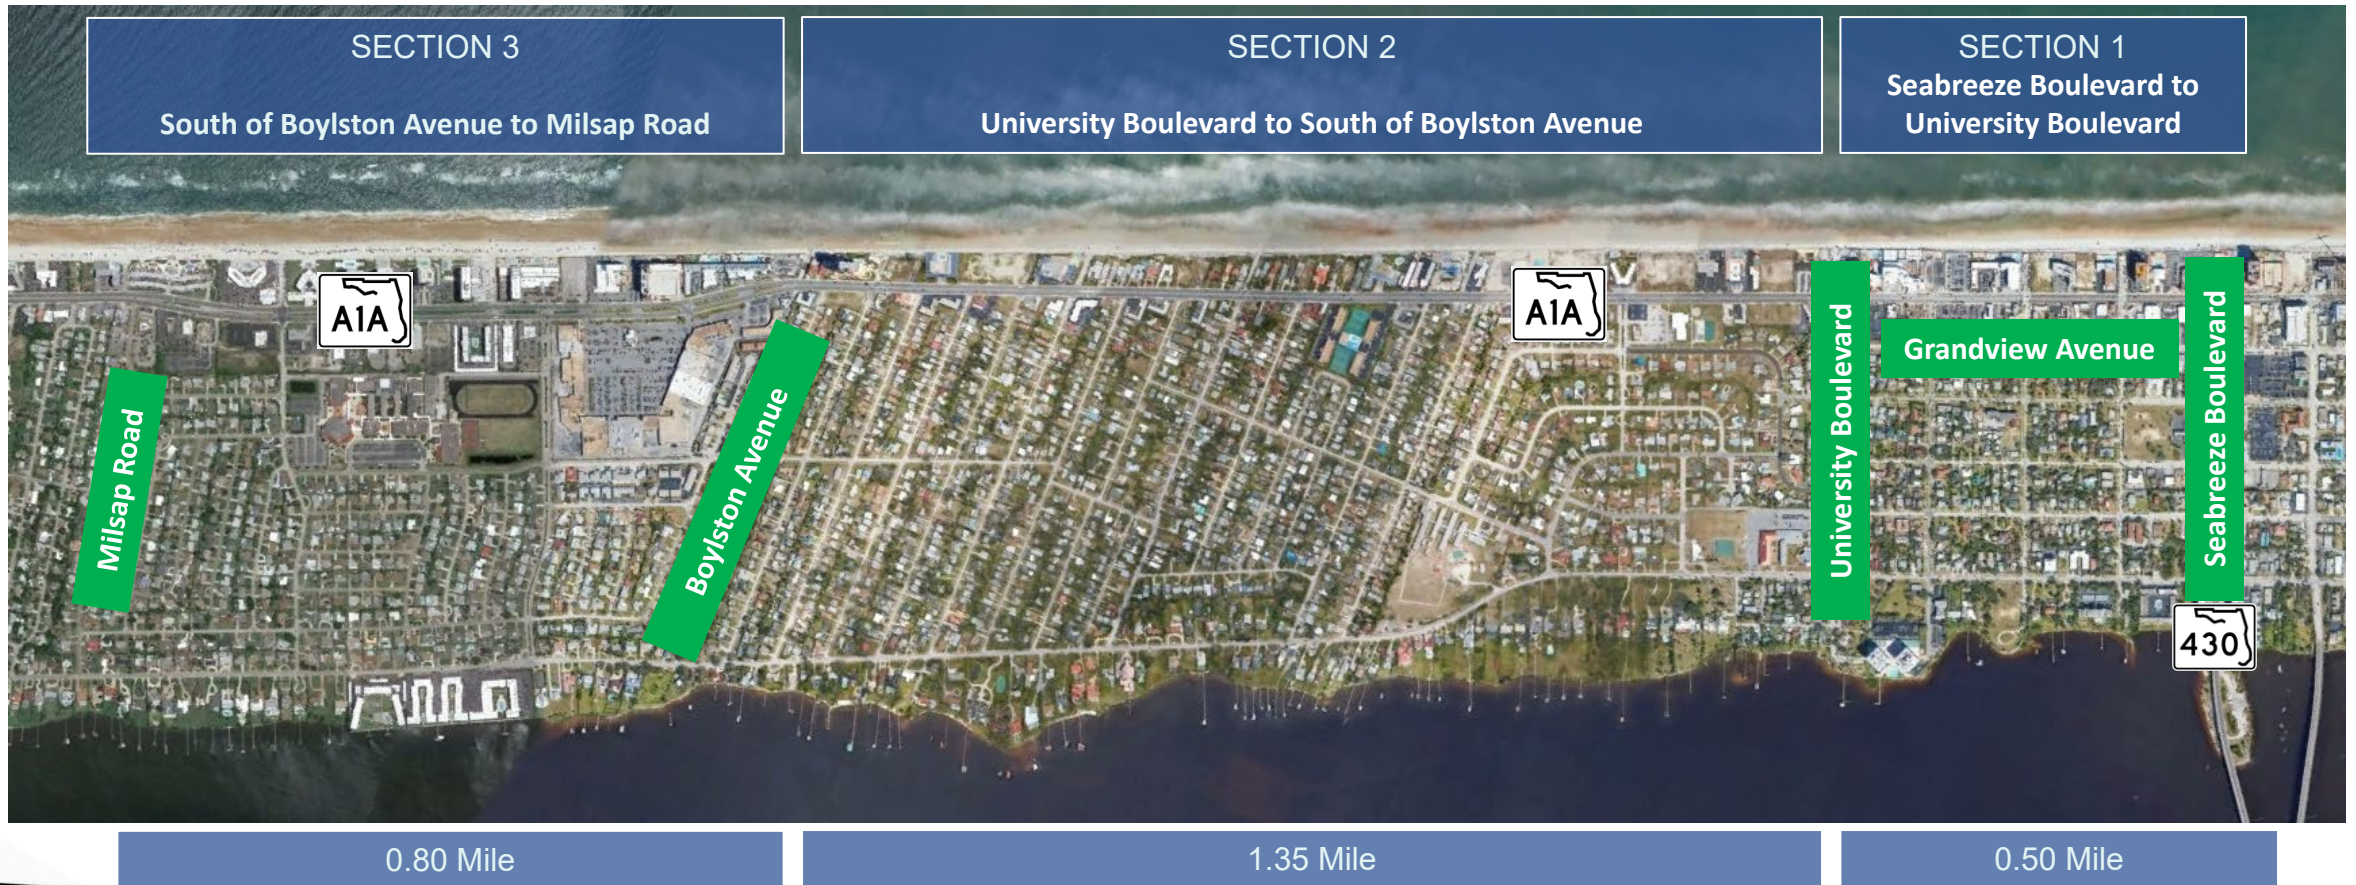 SECTION 3
South of Boylston Avenue to Milsap Road
SECTION 2
University Boulevard to South of Boylston Avenue
SECTION 1
Seabreeze Boulevard to
University Boulevard
A1A
A1A
Milsap Road
Boylston Avenue
University Boulevard
Grandview Avenue
Seabreeze Boulevard
430
0.80 Mile
1.35 Mile
0.50 Mile